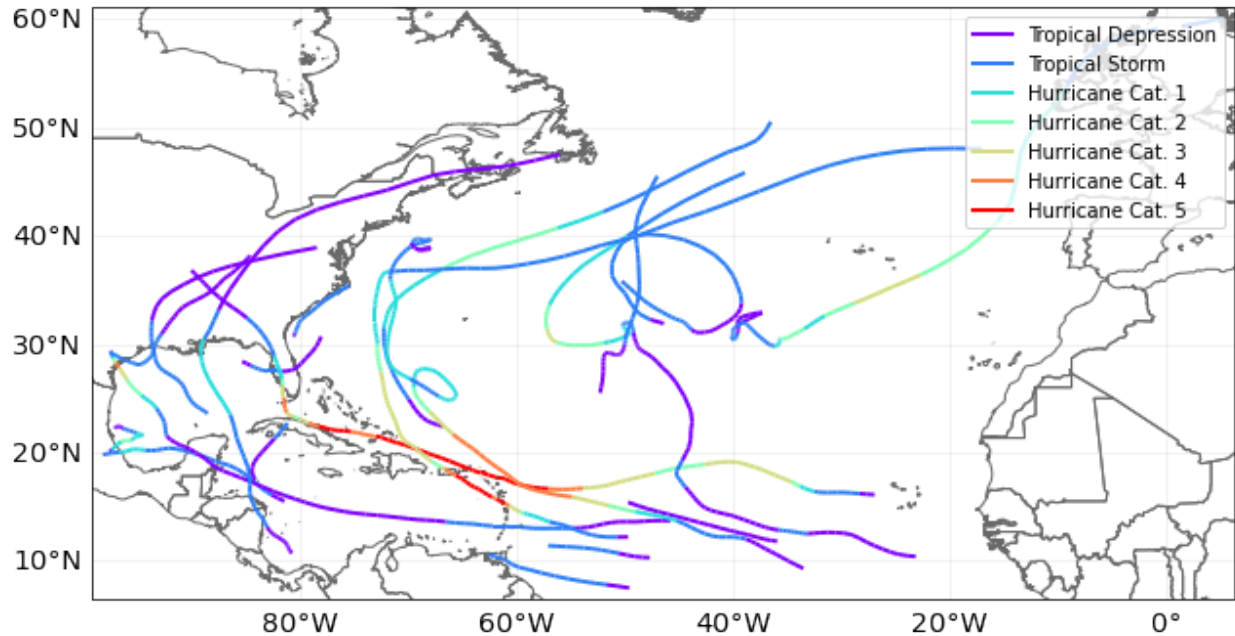 60°N
50°N
40°N
30°N
20°N
10°N
Tropical Depression
Tropical Storm
Hurricane Cat. 1
Hurricane Cat. 2
Hurricane Cat. 3
Hurricane Cat. 4
Hurricane Cat. 5
80°W
60°W
40°W
20°W
0°